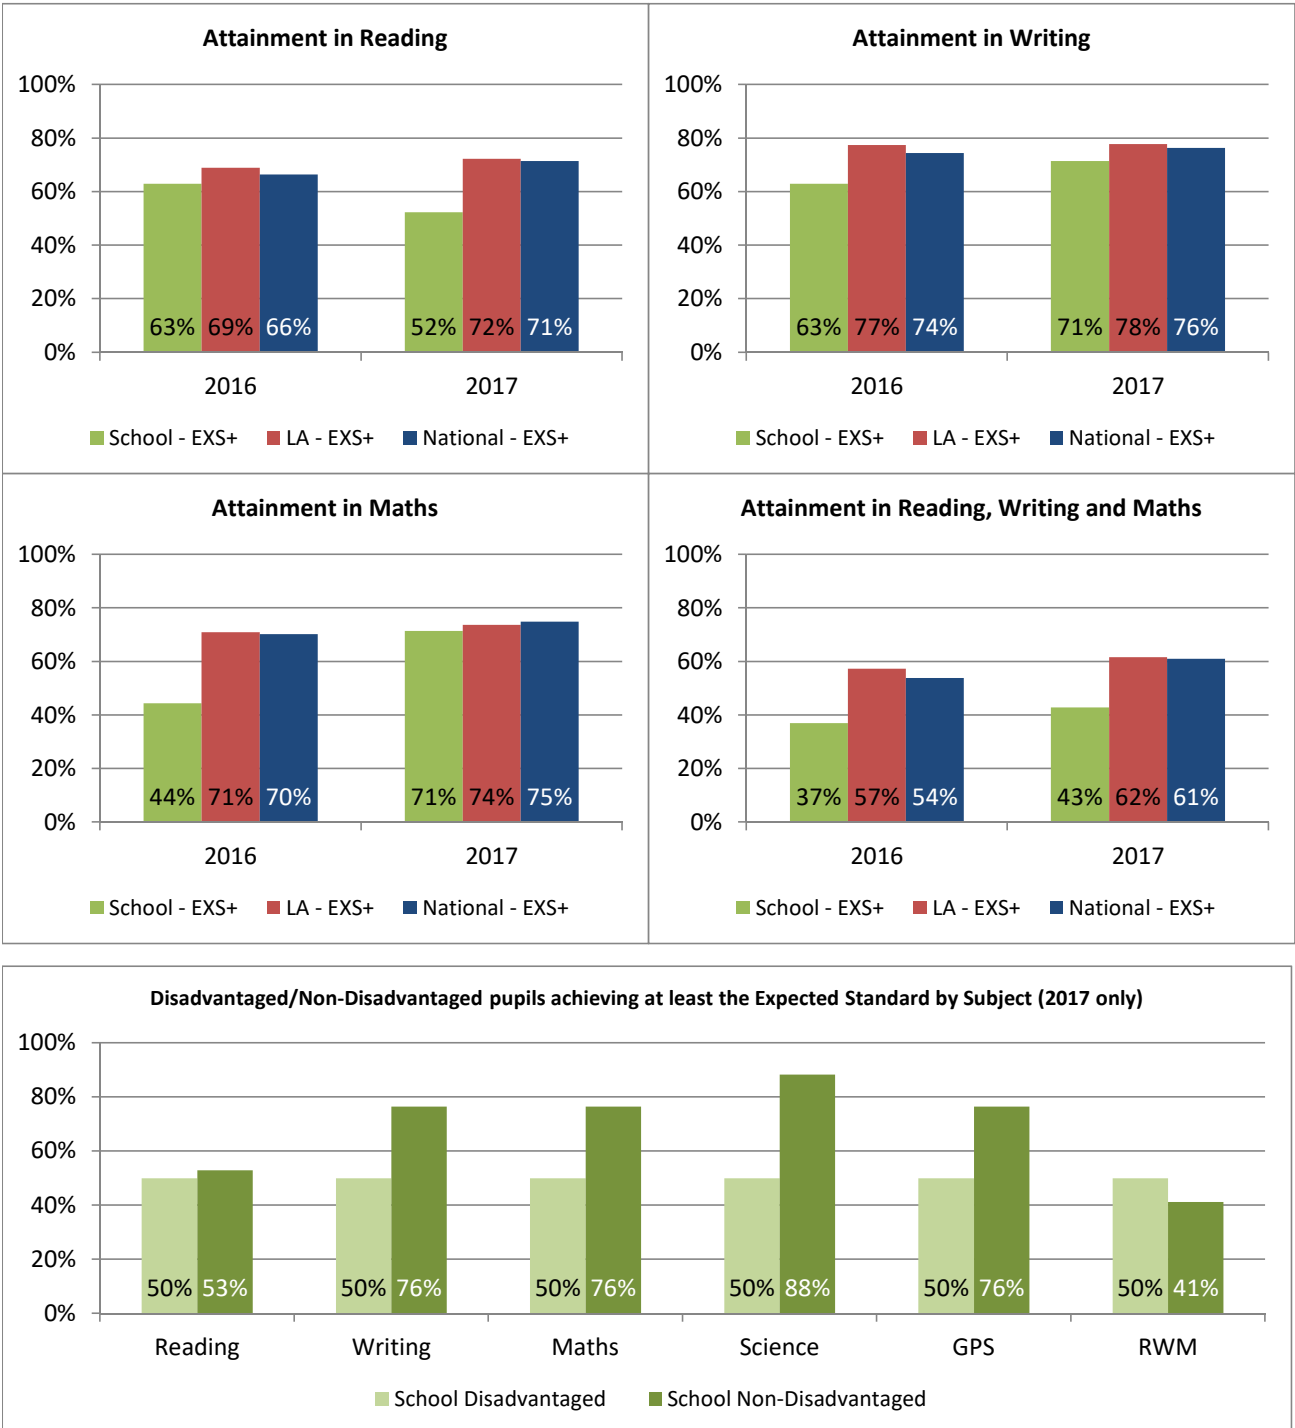 Attainment in Reading
100%
80%
60%
40%
20%
0%
63% 69% 66%
52% 72% 71%
2016 2017
School - EXS+ LA - EXS+ National - EXS+
Attainment in Writing
100%
80%
60%
40%
20%
0%
63% 77% 74%
71% 78% 76%
2016 2017
School - EXS+ LA - EXS+ National - EXS+
Attainment in Maths
100%
80%
60%
40%
20%
0%
44% 71% 70%
71% 74% 75%
2016 2017
School - EXS+ LA - EXS+ National - EXS+
Attainment in Reading, Writing and Maths
100%
80%
60%
40%
20%
0%
37% 57% 54%
43% 62% 61%
2016 2017
School - EXS+ LA - EXS+ National - EXS+
Disadvantaged/Non-Disadvantaged pupils achieving at least the Expected Standard by Subject (2017 only)
100%
80%
60%
40%
20%
0%
50% 53% 50% 76% 50% 76% 50% 88% 50% 76% 50% 41%
Reading Writing Maths Science GPS RWM
School Disadvantaged School Non-Disadvantaged